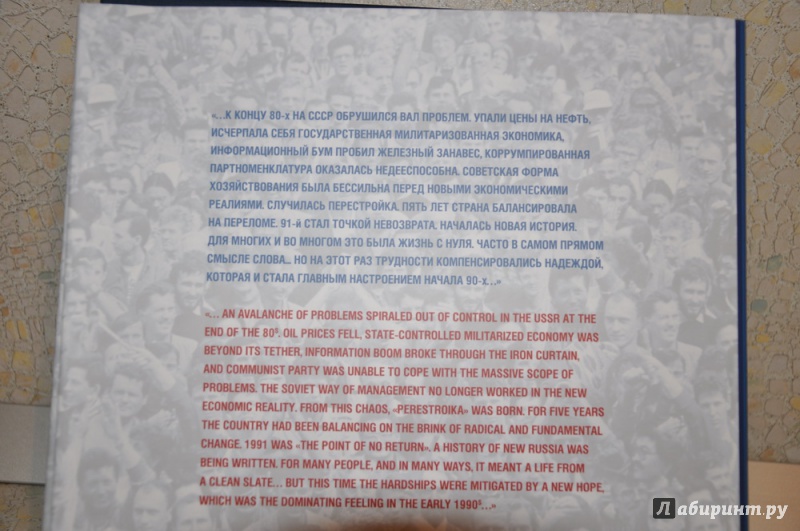 «...К КОНЦУ 80-х НА СССР ОБРУШИЛСЯ ВАЛ ПРОБЛЕМ. УПАЛИ ЦЕНЫ НА НЕФТЬ,
ИСЧЕРПАЛА СЕБЯ ГОСУДАРСТВЕННАЯ МИЛИТАРИЗОВАННАЯ ЭКОНОМИКА,
ИНФОРМАЦИОННЫЙ БУМ ПРОБИЛ ЖЕЛЕЗНЫЙ ЗАНАВЕС, КОРРУМПИРОВАННАЯ
ПАРТНОМЕНКЛАТУРА ОКАЗАЛАСЬ НЕДЕЕСПОСОБНА. СОВЕТСКАЯ ФОРМА
ХОЗЯЙСТВОВАНИЯ БЫЛА БЕССИЛЬНА ПЕРЕД НОВЫМИ ЭКОНОМИЧЕСКИМИ
РЕАЛИЯМИ. СЛУЧИЛАСЬ ПЕРЕСТРОЙКА. ПЯТЬ ЛЕТ СТРАНА БАЛАНСИРОВАЛА
НА ПЕРЕЛОМЕ. 91-й СТАЛ ТОЧКОЙ НЕВОЗВРАТА. НАЧАЛАСЬ НОВАЯ ИСТОРИЯ.
ДЛЯ МНОГИХ И ВО МНОГОМ ЭТО БЫЛА ЖИЗНЬ С НУЛЯ. ЧАСТО В САМОМ ПРЯМОМ
СМЫСЛЕ СЛОВА... НО НА ЭТОТ РАЗ ТРУДНОСТИ КОМПЕНСИРОВАЛИСЬ НАДЕЖДОЙ,
КОТОРАЯ И СТАЛА ГЛАВНЫМ НАСТРОЕНИЕМ НАЧАЛА 90-х...»
«... AN AVALANCHE OF PROBLEMS SPIRALED OUT OF CONTROL IN THE USSR AT THE
END OF THE 80ˢ. OIL PRICES FELL, STATE-CONTROLLED MILITARIZED ECONOMY WAS
BEYOND ITS TETHER, INFORMATION BOOM BROKE THROUGH THE IRON CURTAIN,
AND COMMUNIST PARTY WAS UNABLE TO COPE WITH THE MASSIVE SCOPE OF
PROBLEMS. THE SOVIET WAY OF MANAGEMENT NO LONGER WORKED IN THE NEW
ECONOMIC REALITY. FROM THIS CHAOS, «PERESTROIKA» WAS BORN. FOR FIVE YEARS
THE COUNTRY HAD BEEN BALANCING ON THE BRINK OF RADICAL AND FUNDAMENTAL
CHANGE. 1991 WAS «THE POINT OF NO RETURN». A HISTORY OF NEW RUSSIA WAS
BEING WRITTEN. FOR MANY PEOPLE, AND IN MANY WAYS, IT MEANT A LIFE FROM
A CLEAN SLATE... BUT THIS TIME THE HARDSHIPS WERE MITIGATED BY A NEW HOPE,
WHICH WAS THE DOMINATING FEELING IN THE EARLY 1990ˢ...»
Лабиринт.ру